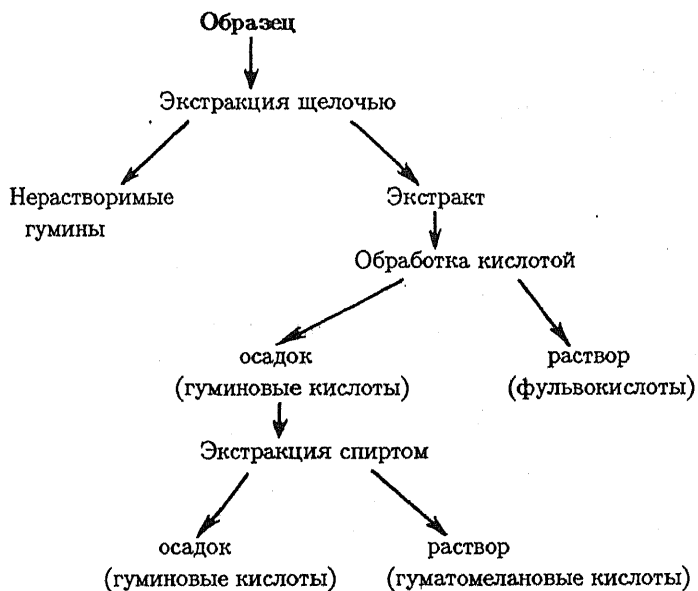 Образец
Экстракция щелочью
Нерастворимые
гумины
Экстракт
Обработка кислотой
осадок
(гуминовые кислоты)
раствор
(фульвокислоты)
Экстракция спиртом
осадок
(гуминовые кислоты)
раствор
(гуматомелановые кислоты)